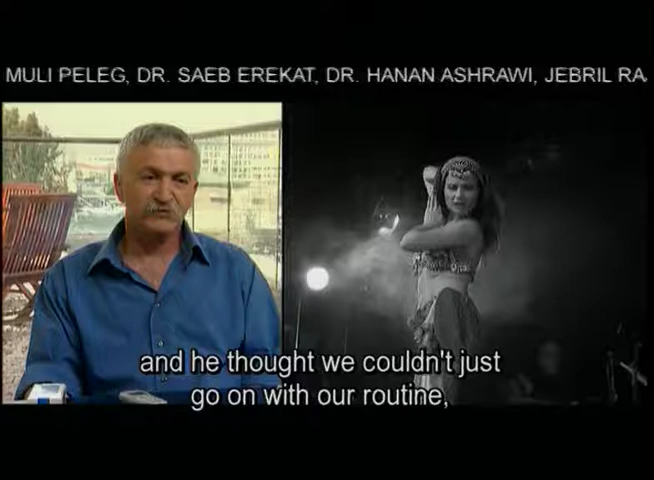 MULI PELEG, DR. SAEB EREKAT, DR. HANAN ASHRAWI, JEBRIL RA
and he thought we couldn't just
go on with our routine,